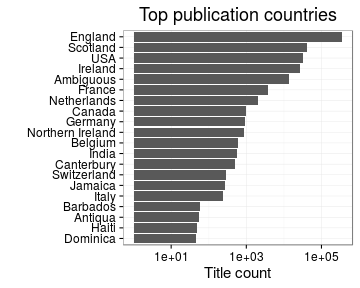 Top publication countries
England
Scotland
USA
Ireland
Ambiguous
France
Netherlands
Canada
Germany
Northern Ireland
Belgium
India
Canterbury
Switzerland
Jamaica
Italy
Barbados
Antigua
Haiti
Dominica
1e+01 1e+03 1e+05
Title count